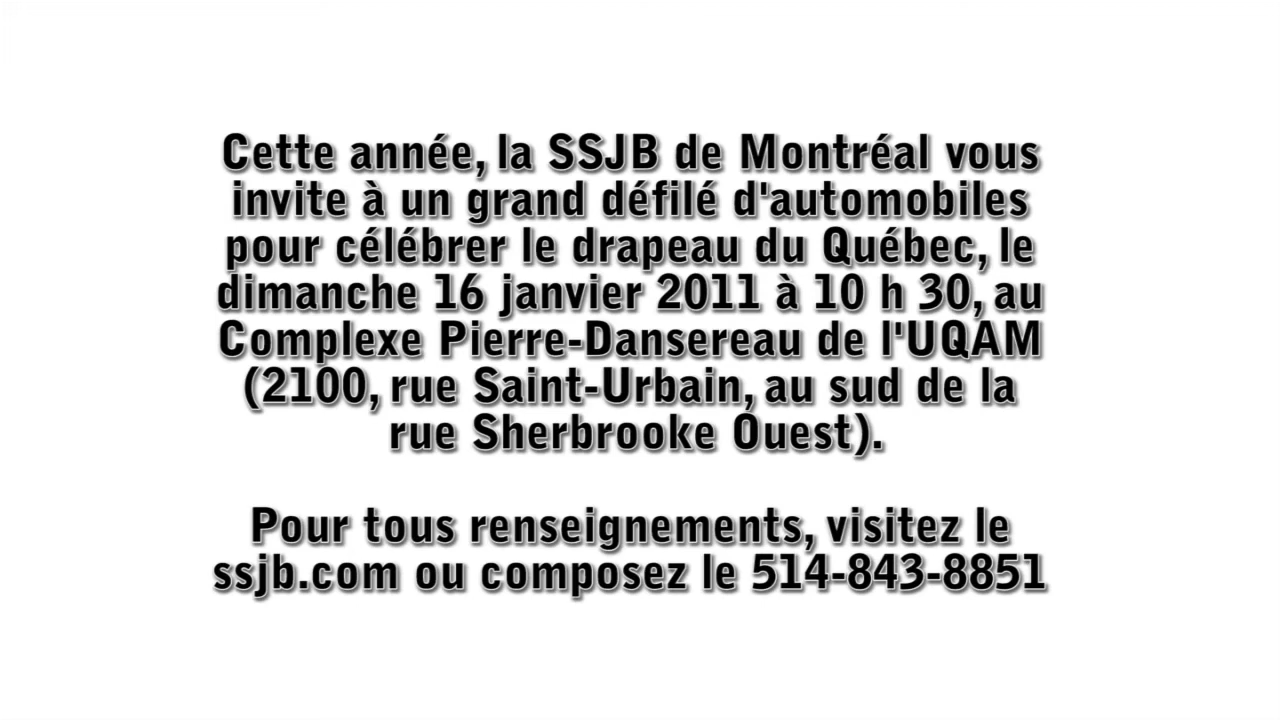 Cette année, la SSJB de Montréal vous
invite à un grand défilé d'automobiles
pour célébrer le drapeau du Québec, le
dimanche 16 janvier 2011 à 10 h 30, au
Complexe Pierre-Dansereau de l'UQAM
(2100, rue Saint-Urbain, au sud de la
rue Sherbrooke Ouest).
Pour tous renseignements, visitez le
ssjb.com ou composez le 514-843-8851